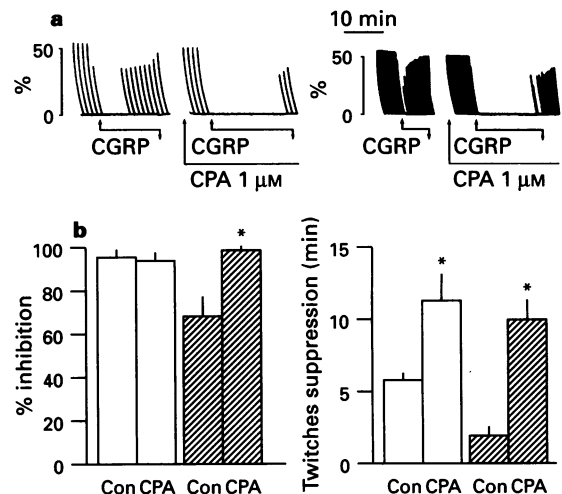 a
10 min
50
%
0
CGRP
CGRP
CPA 1 µM
50
%
0
CGRP
CGRP
CPA 1 µM
b
100
80
60
40
20
0
% inhibition
*
Con CPA
Con CPA
15
10
5
0
Twitches suppression (min)
*
*
Con CPA
Con CPA